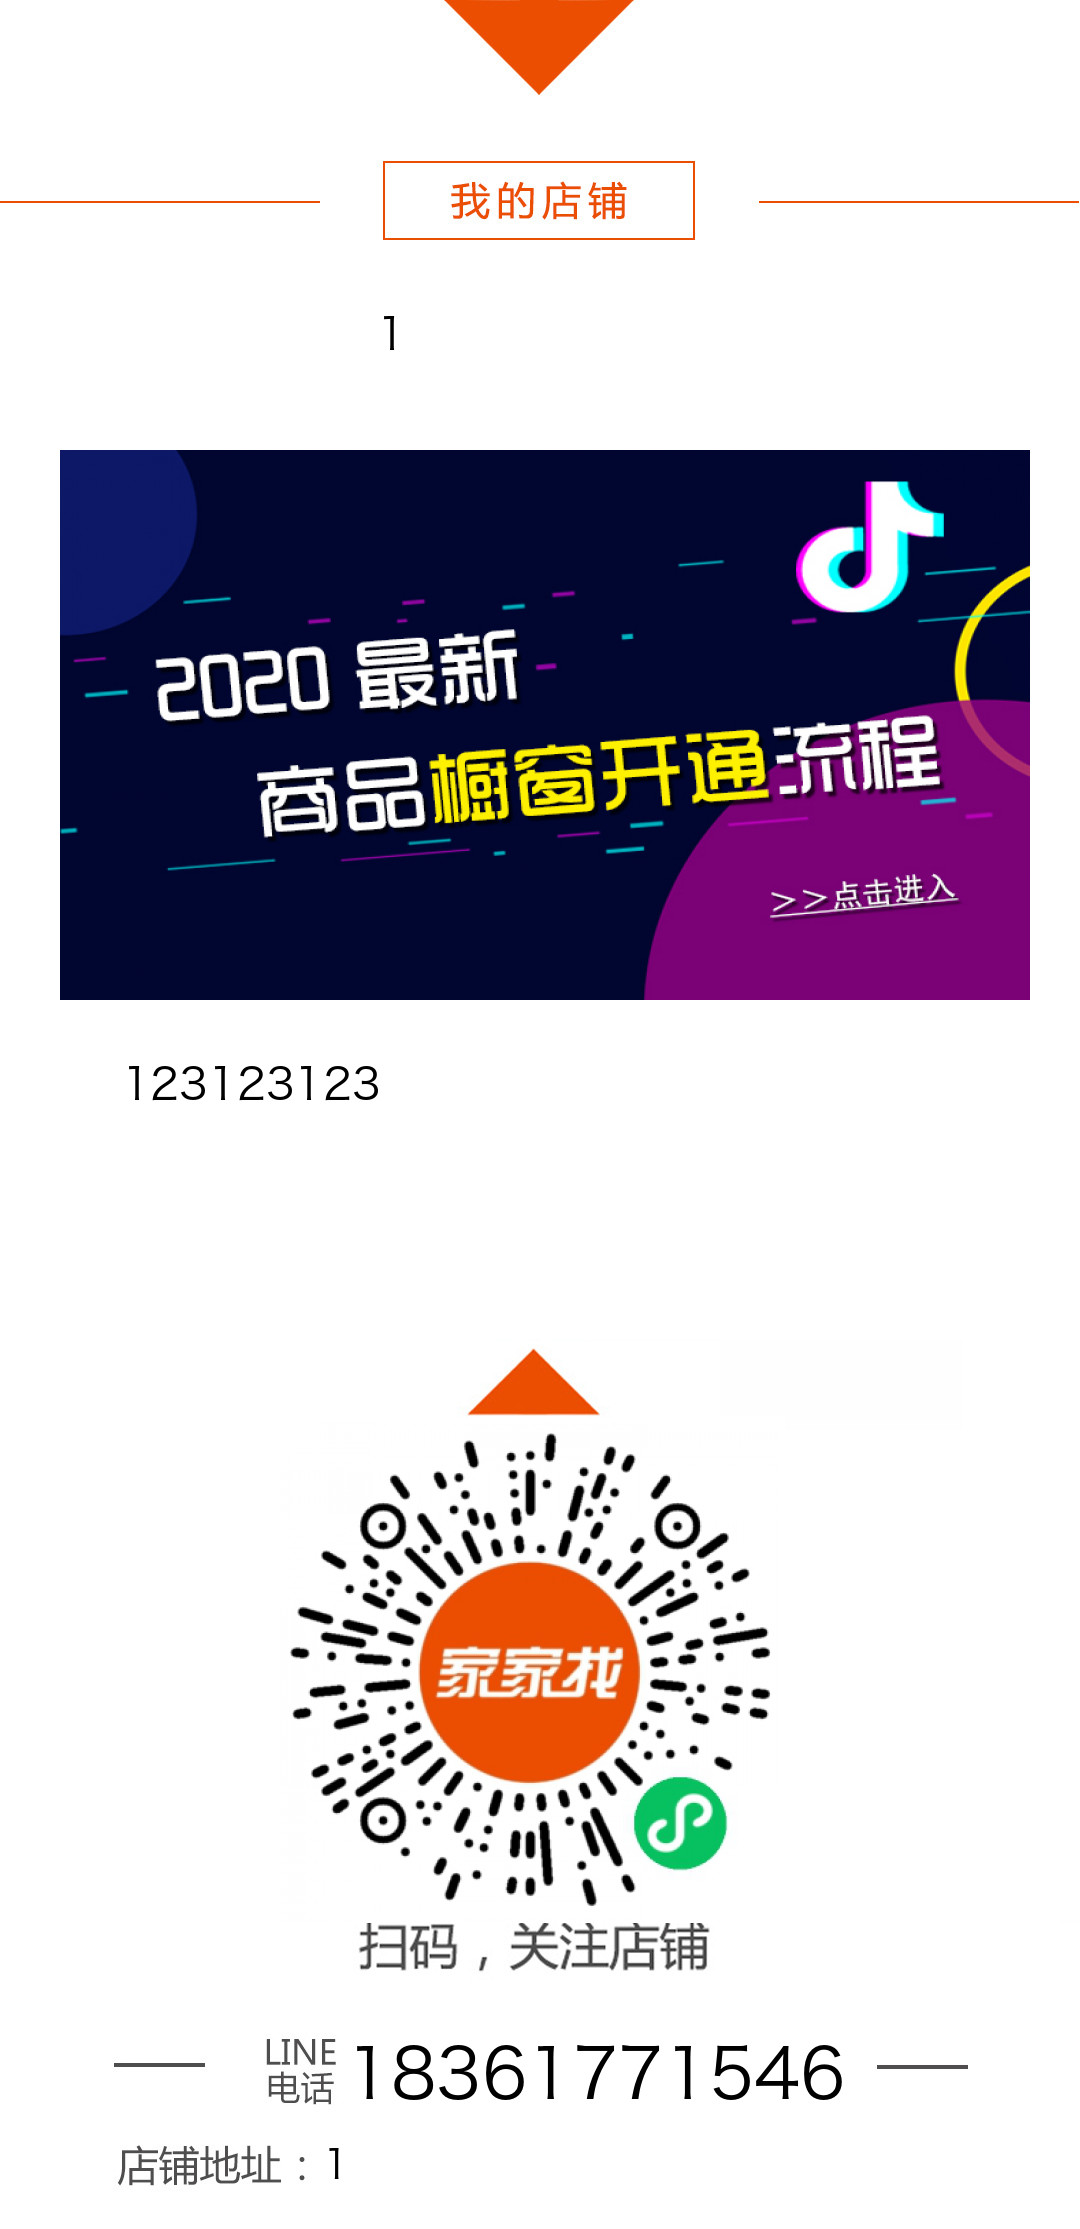 我的店铺
1
2020 最新
商品橱窗开通流程
>>点击进入
123123123
家家找
扫码，关注店铺
LINE
电话 18361771546
店铺地址：1